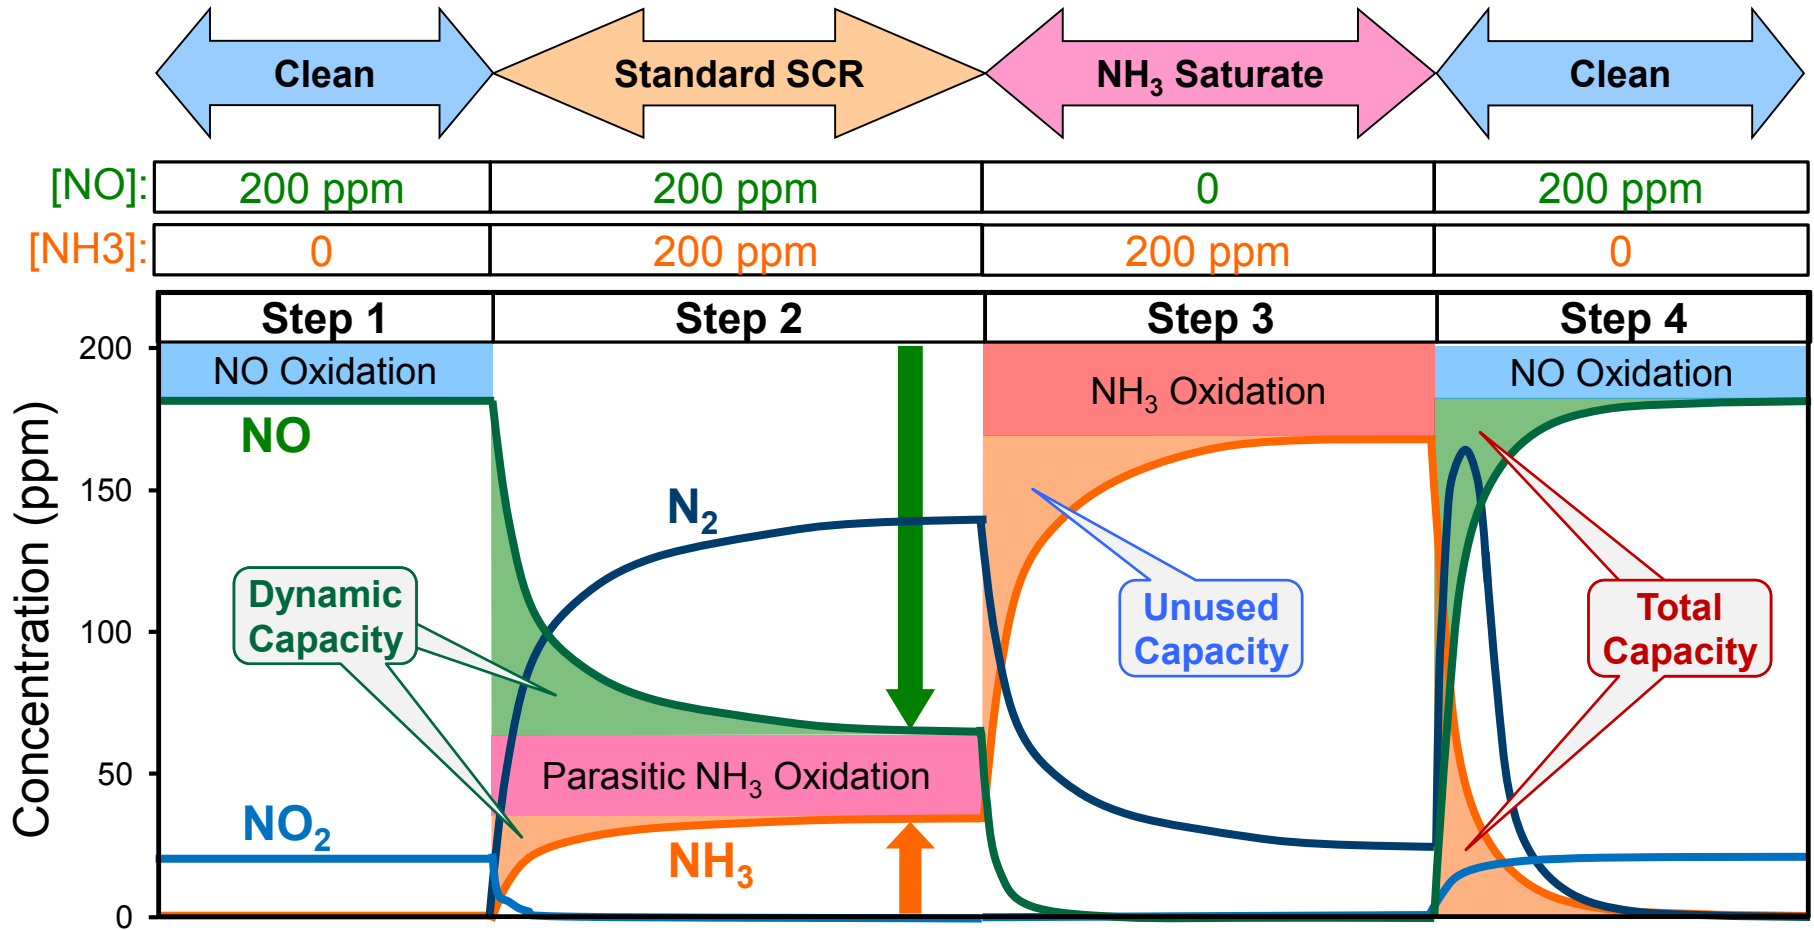 Clean
Standard SCR
NH₃ Saturate
Clean
[NO]: 200 ppm 200 ppm 0 200 ppm
[NH3]: 0 200 ppm 200 ppm 0
Step 1 Step 2 Step 3 Step 4
Concentration (ppm)
200
150
100
50
0
NO Oxidation
NO
Dynamic
Capacity
NO₂
N₂
Parasitic NH₃ Oxidation
NH₃
NH₃ Oxidation
Unused
Capacity
NO Oxidation
Total
Capacity